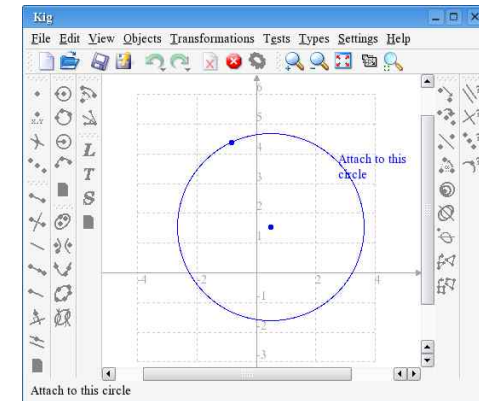 Kig
File Edit View Objects Transformations Tests Types Settings Help
x,y
L
T
S
6
5
4
3
1
-4
-2
2
4
-1
-2
-3
Attach to this
circle
Attach to this circle